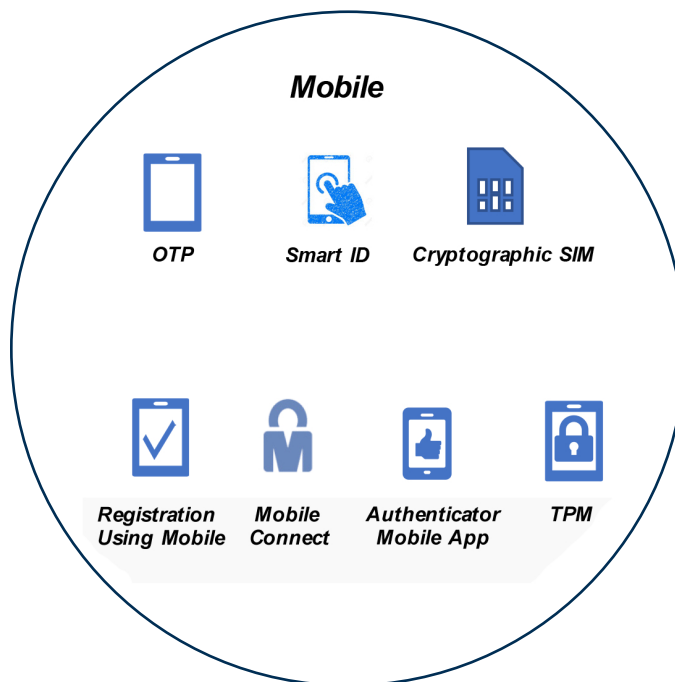 Mobile
OTP
Smart ID
Cryptographic SIM
Registration
Using Mobile
Mobile
Connect
Authenticator
Mobile App
TPM